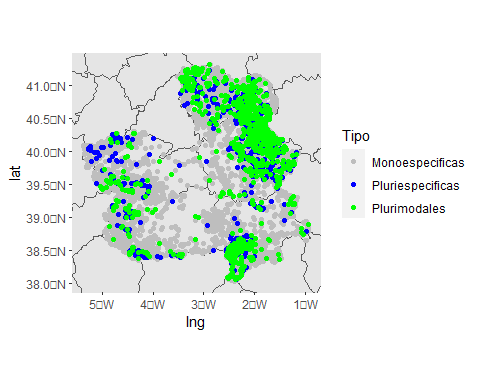 41.0□N
40.5□N
40.0□N
39.5□N
39.0□N
38.5□N
38.0□N
lat
5□W 4□W 3□W 2□W 1□W
lng
Tipo
Monoespecificas
Pluriespecificas
Plurimodales